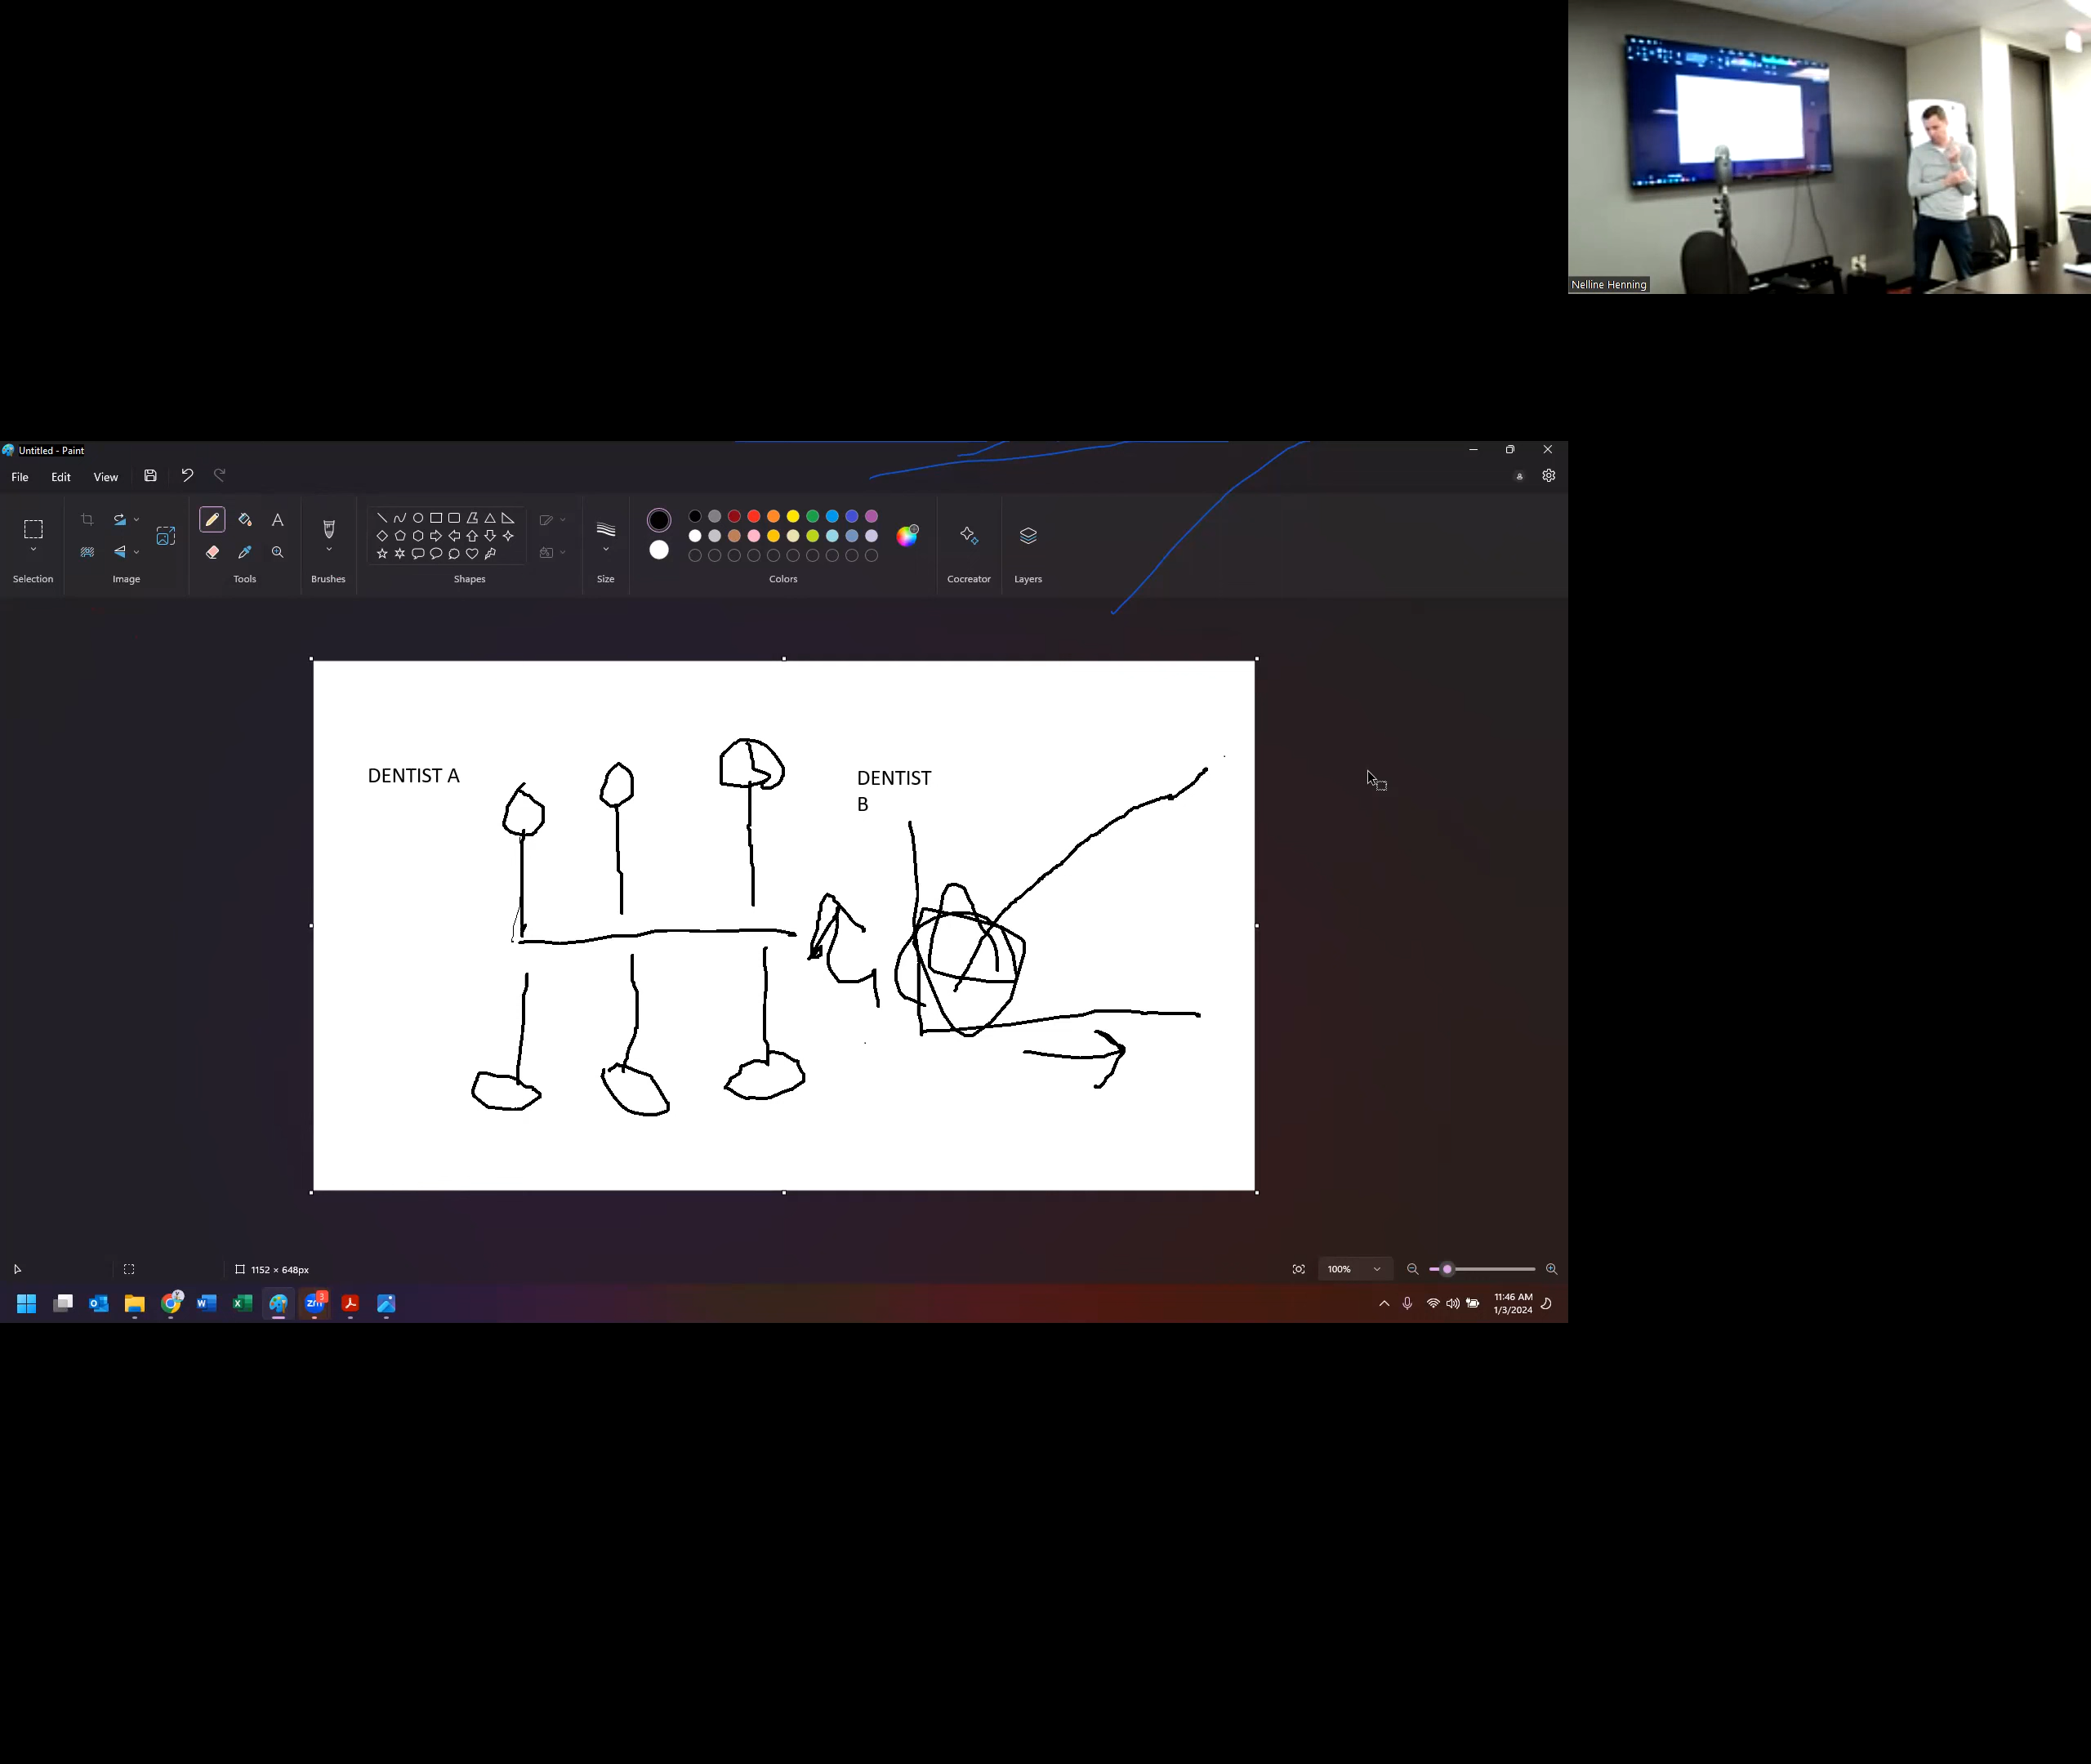 Nelline Henning
Untitled - Paint
File Edit View
Selection Image Tools Brushes Shapes Size Colors Cocreator Layers
DENTIST A
DENTIST
B
1152 × 648px
100%
11:46 AM
1/3/2024